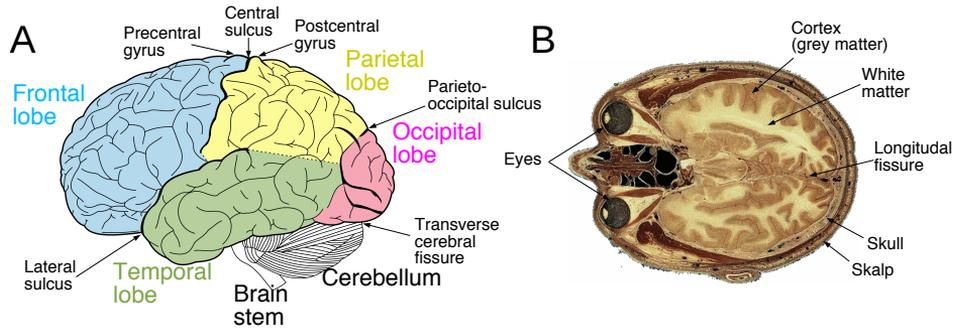 A
Central
sulcus
Precentral
gyrus
Postcentral
gyrus
Parietal
lobe
Frontal
lobe
Parieto-
occipital sulcus
Occipital
lobe
Transverse
cerebral
fissure
Lateral
sulcus
Temporal
lobe
Cerebellum
Brain
stem
B
Cortex
(grey matter)
White
matter
Eyes
Longitudal
fissure
Skull
Skalp